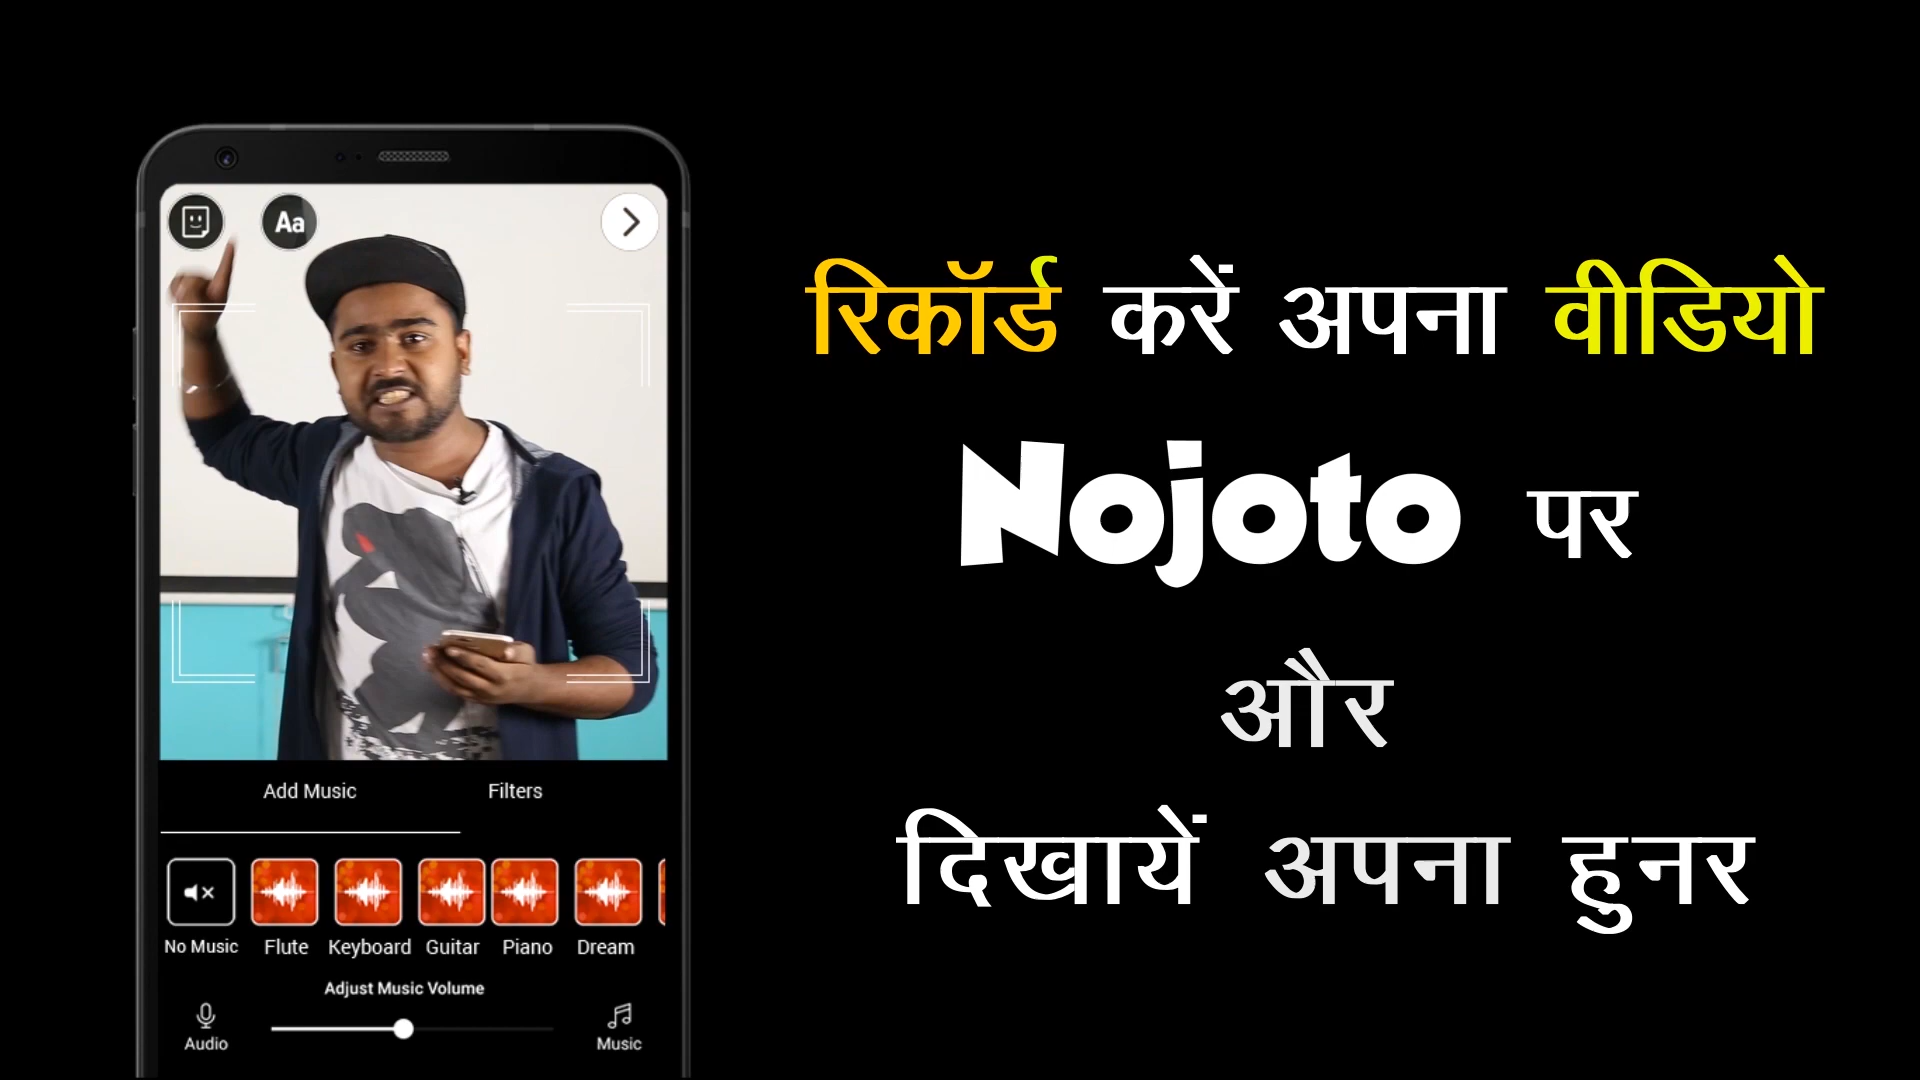 Aa
रिकॉर्ड करें अपना वीडियो
Nojoto पर
और
दिखायें अपना हुनर
Add Music Filters
No Music Flute Keyboard Guitar Piano Dream
Adjust Music Volume
Audio Music